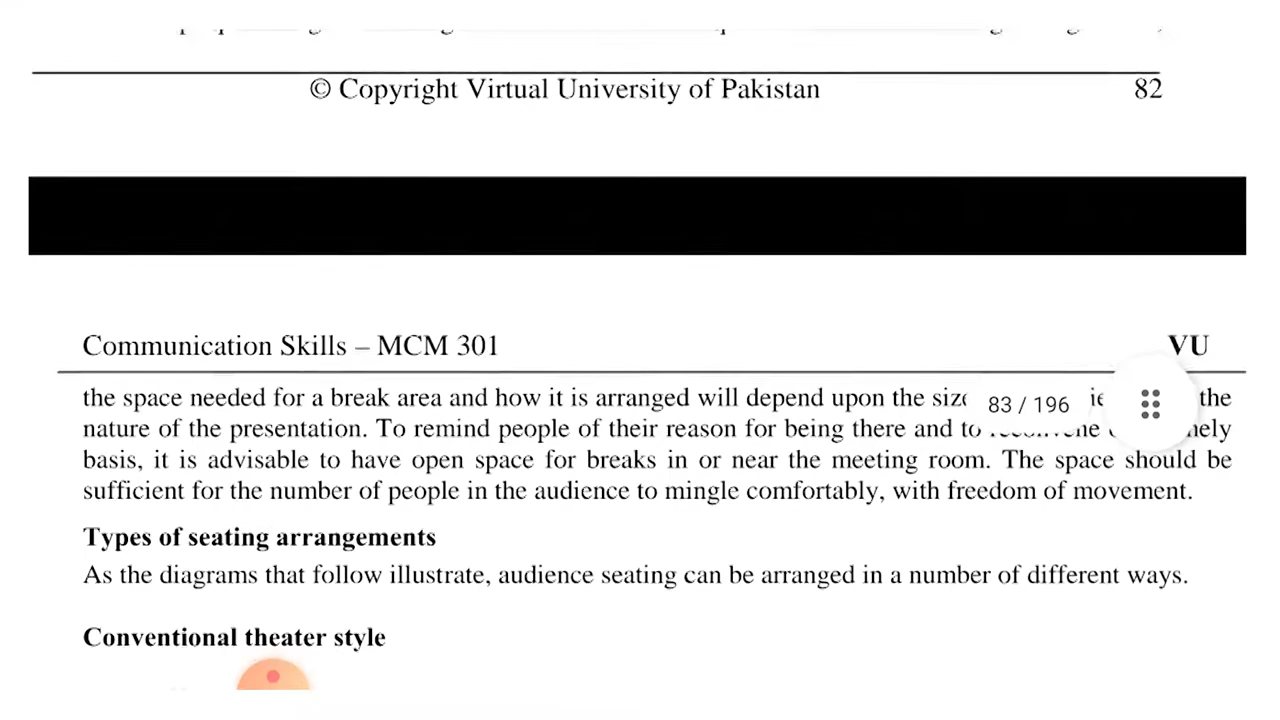 © Copyright Virtual University of Pakistan 82
Communication Skills – MCM 301 VU
the space needed for a break area and how it is arranged will depend upon the the
nature of the presentation. To remind people of their reason for being there and to
basis, it is advisable to have open space for breaks in or near the meeting room. The space should be
sufficient for the number of people in the audience to mingle comfortably, with freedom of movement.
83 / 196
Types of seating arrangements
As the diagrams that follow illustrate, audience seating can be arranged in a number of different ways.
Conventional theater style